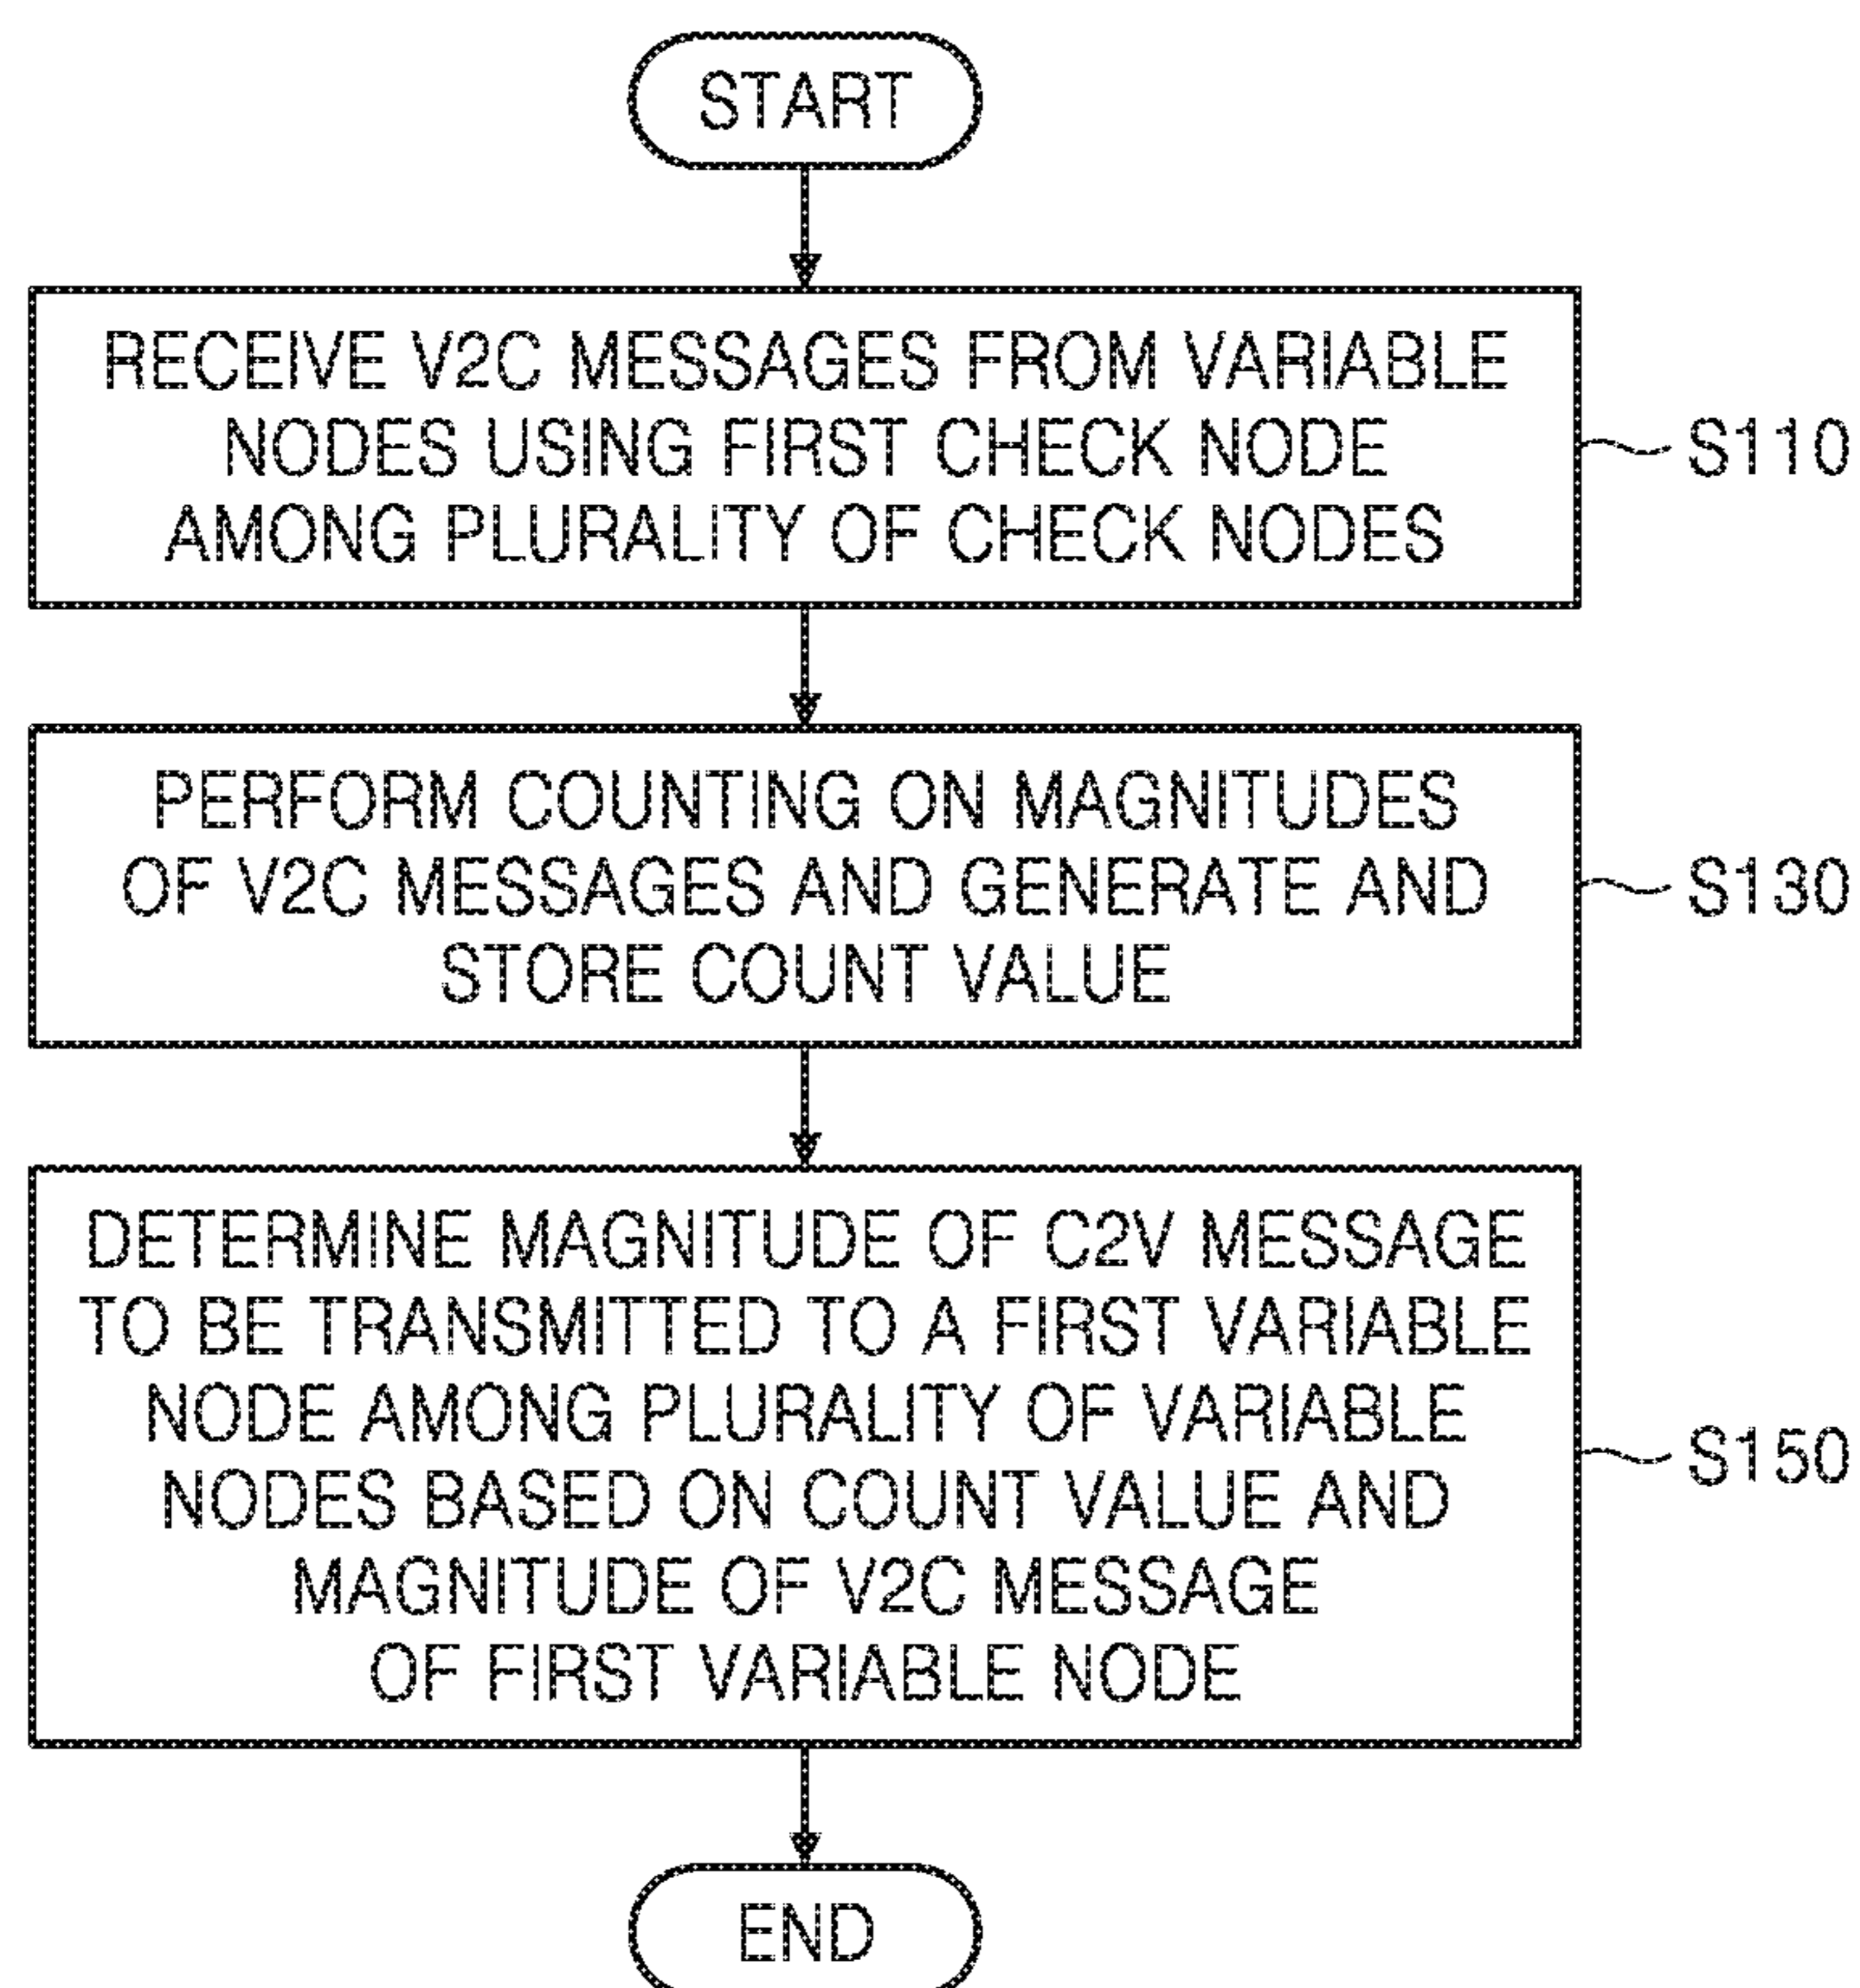 START
RECEIVE V2C MESSAGES FROM VARIABLE
NODES USING FIRST CHECK NODE
AMONG PLURALITY OF CHECK NODES
S110
PERFORM COUNTING ON MAGNITUDES
OF V2C MESSAGES AND GENERATE AND
STORE COUNT VALUE
S130
DETERMINE MAGNITUDE OF C2V MESSAGE
TO BE TRANSMITTED TO A FIRST VARIABLE
NODE AMONG PLURALITY OF VARIABLE
NODES BASED ON COUNT VALUE AND
MAGNITUDE OF V2C MESSAGE
OF FIRST VARIABLE NODE
S150
END